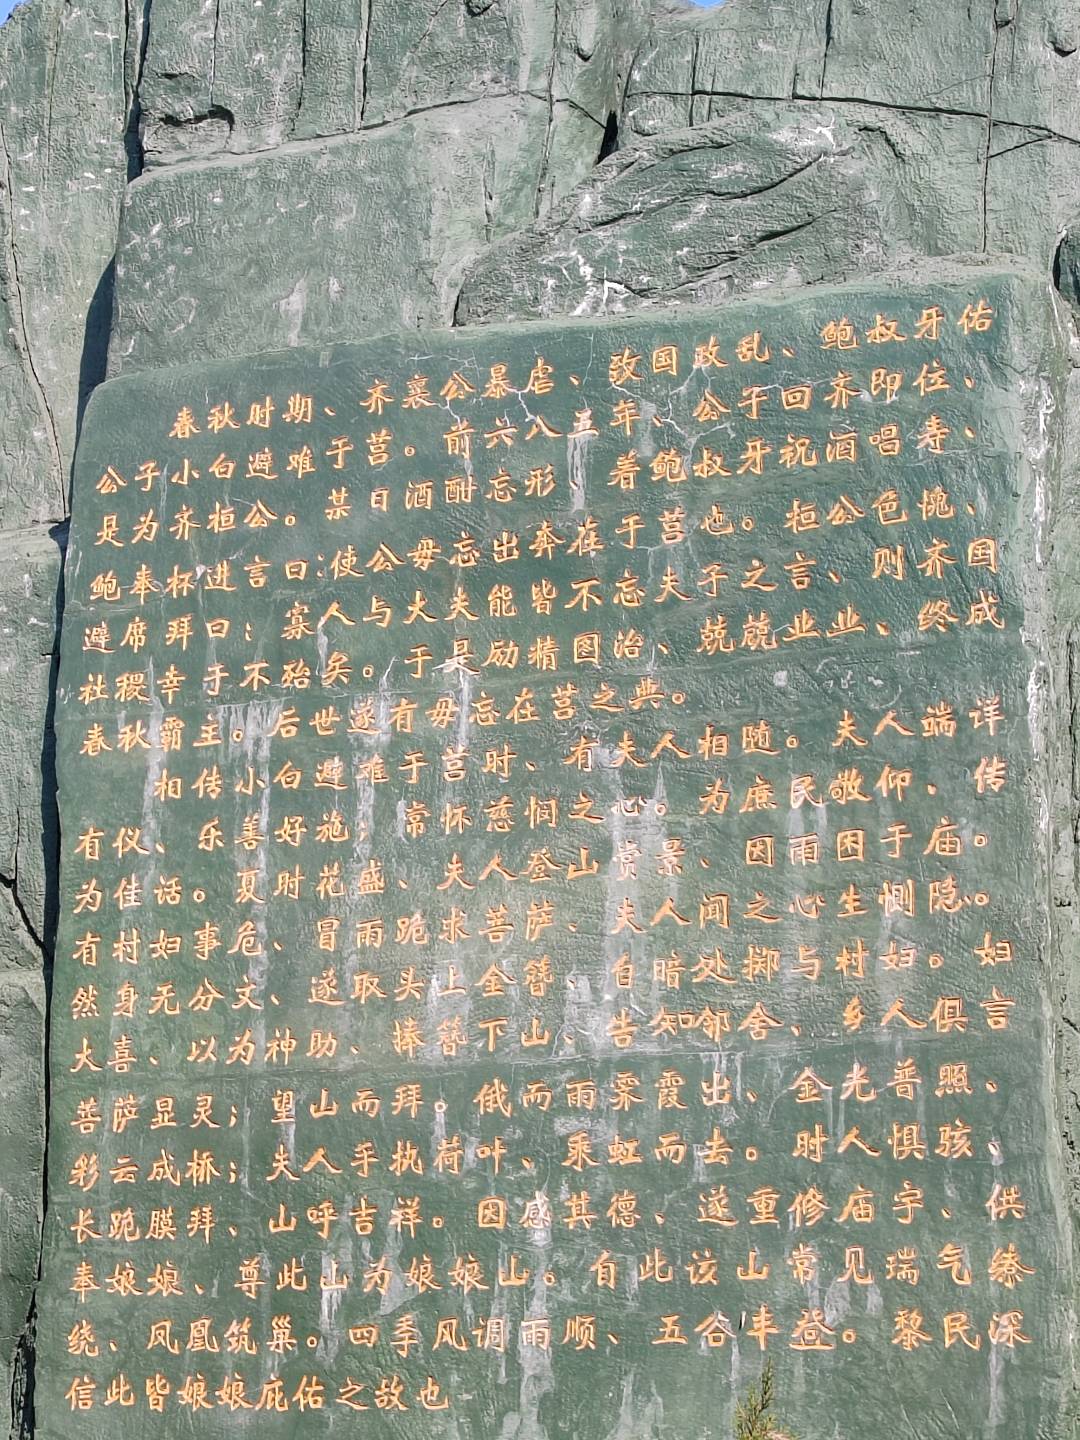 春秋时期、齐襄公暴虐、致国政乱、鲍叔牙佑
公子小白避难于莒。前六八五年、公子回齐即位、
是为齐桓公。某日酒酣忘形、着鲍叔牙祝酒唱寿、
鲍奉杯进言曰:使公毋忘出奔在于莒也。桓公色愧、
避席拜曰：寡人与大夫能皆不忘夫子之言、则齐国
社稷幸于不殆矣。于是励精图治、兢兢业业、终成
春秋霸主。后世遂有毋忘在莒之典。
相传小白避难于莒时、有夫人相随。夫人端详
有仪、乐善好施；常怀慈悯之心。为庶民敬仰．传
为佳话。夏时花盛、夫人登山赏景、因雨困于庙。
有村妇事危、冒雨跪求菩萨、夫人闻之心生恻隐。
然身无分文、遂取头上金簪、自暗处掷与村妇。妇
大喜、以为神助、捧簪下山、告知邻舍、乡人俱言
菩萨显灵；望山而拜。俄而雨霁霞出、金光普照、
彩云成桥；夫人手执荷叶、乘虹而去。时人惧骇、
长跪膜拜、山呼吉祥。因感其德、遂重修庙宇、供
奉娘娘、尊此山为娘娘山。自此该山常见瑞气缭
绕、凤凰筑巢。四季风调雨顺、五谷丰登。黎民深
信此皆娘娘庇佑之故也